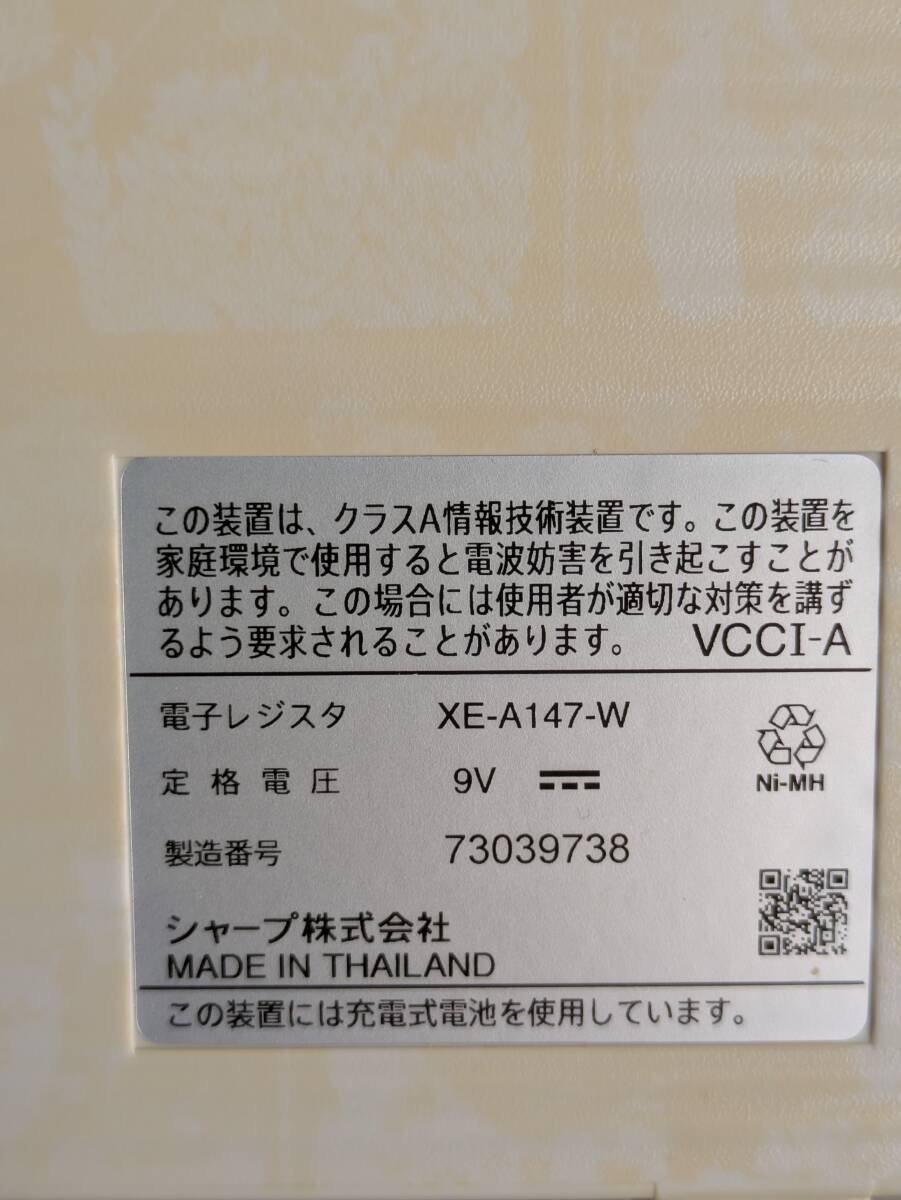 この装置は、クラスA情報技術装置です。この装置を
家庭環境で使用すると電波妨害を引き起こすことが
あります。この場合には使用者が適切な対策を講ず
るよう要求されることがあります。 VCCI-A
電子レジスタ XE-A147-W
定格電圧 9V
Ni-MH
製造番号 73039738
シャープ株式会社
MADE IN THAILAND
この装置には充電式電池を使用しています。